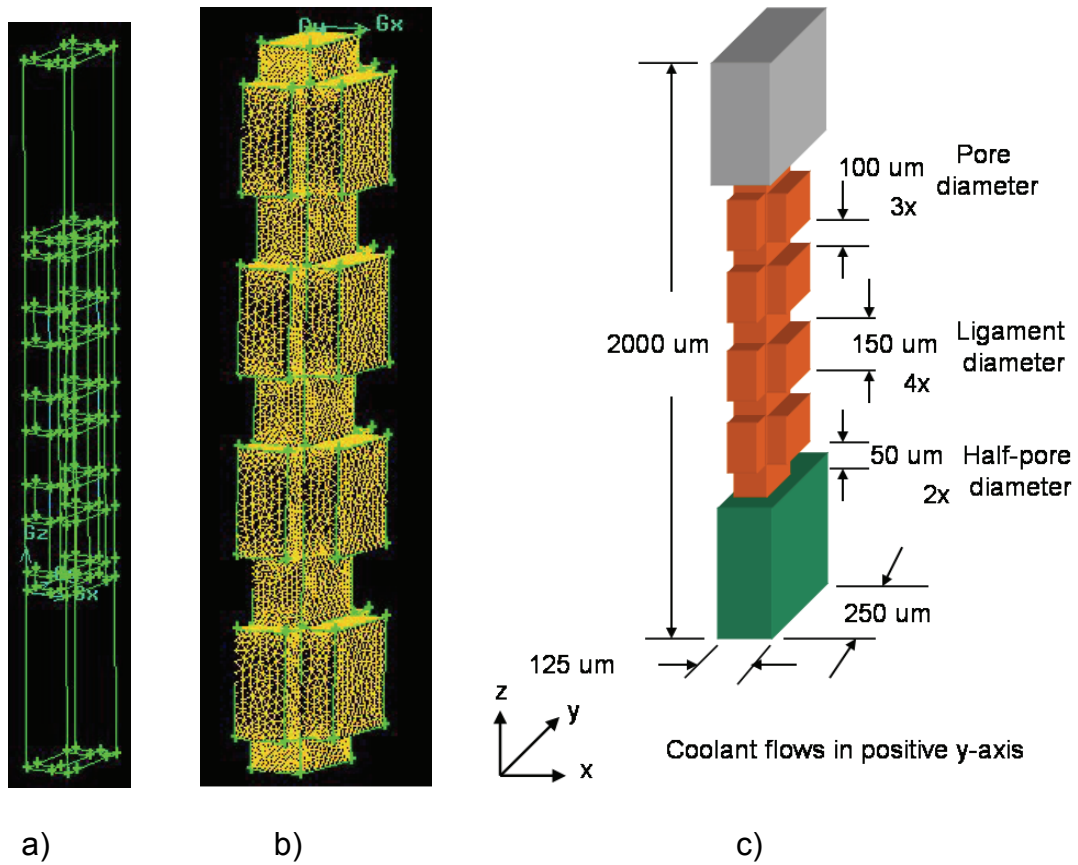 Gx
Gz
100 um
3x
Pore
diameter
2000 um
150 um
4x
Ligament
diameter
50 um
2x
Half-pore
diameter
250 um
125 um
z
y
x
Coolant flows in positive y-axis
a)
b)
c)